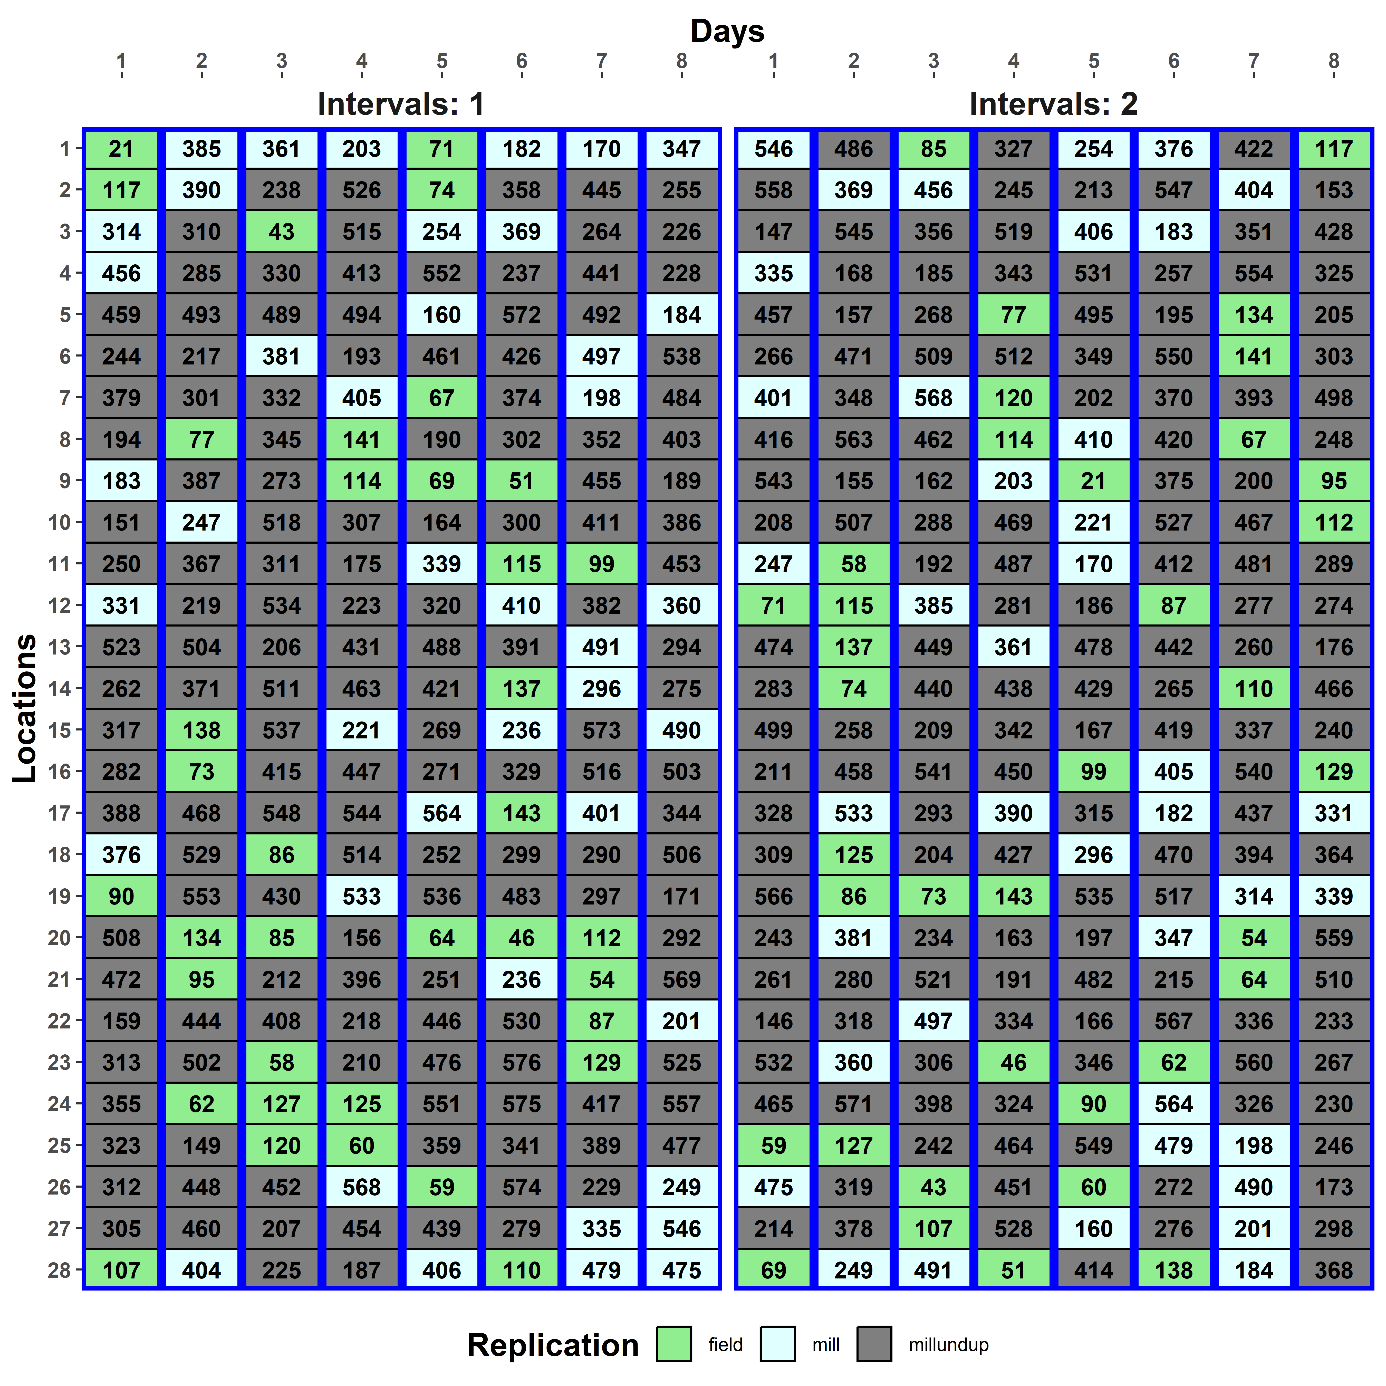 Days
1 2 3 4 5 6 7 8 1 2 3 4 5 6 7 8
Intervals: 1 Intervals: 2
1 21 385 361 203 71 182 170 347 546 486 85 327 254 376 422 117
2 117 390 238 526 74 358 445 255 558 369 456 245 213 547 404 153
3 314 310 43 515 254 369 264 226 147 545 356 519 406 183 351 428
4 456 285 330 413 552 237 441 228 335 168 185 343 531 257 554 325
5 459 493 489 494 160 572 492 184 457 157 268 77 495 195 134 205
6 244 217 381 193 461 426 497 538 266 471 509 512 349 550 141 303
7 379 301 332 405 67 374 198 484 401 348 568 120 202 370 393 498
8 194 77 345 141 190 302 352 403 416 563 462 114 410 420 67 248
9 183 387 273 114 69 51 455 189 543 155 162 203 21 375 200 95
10 151 247 518 307 164 300 411 386 208 507 288 469 221 527 467 112
11 250 367 311 175 339 115 99 453 247 58 192 487 170 412 481 289
12 331 219 534 223 320 410 382 360 71 115 385 281 186 87 277 274
13 523 504 206 431 488 391 491 294 474 137 449 361 478 442 260 176
14 262 371 511 463 421 137 296 275 283 74 440 438 429 265 110 466
15 317 138 537 221 269 236 573 490 499 258 209 342 167 419 337 240
16 282 73 415 447 271 329 516 503 211 458 541 450 99 405 540 129
17 388 468 548 544 564 143 401 344 328 533 293 390 315 182 437 331
18 376 529 86 514 252 299 290 506 309 125 204 427 296 470 394 364
19 90 553 430 533 536 483 297 171 566 86 73 143 535 517 314 339
20 508 134 85 156 64 46 112 292 243 381 234 163 197 347 54 559
21 472 95 212 396 251 236 54 569 261 280 521 191 482 215 64 510
22 159 444 408 218 446 530 87 201 146 318 497 334 166 567 336 233
23 313 502 58 210 476 576 129 525 532 360 306 46 346 62 560 267
24 355 62 127 125 551 575 417 557 465 571 398 324 90 564 326 230
25 323 149 120 60 359 341 389 477 59 127 242 464 549 479 198 246
26 312 448 452 568 59 574 229 249 475 319 43 451 60 272 490 173
27 305 460 207 454 439 279 335 546 214 378 107 528 160 276 201 298
28 107 404 225 187 406 110 479 475 69 249 491 51 414 138 184 368
Locations
Replication field mill millundup